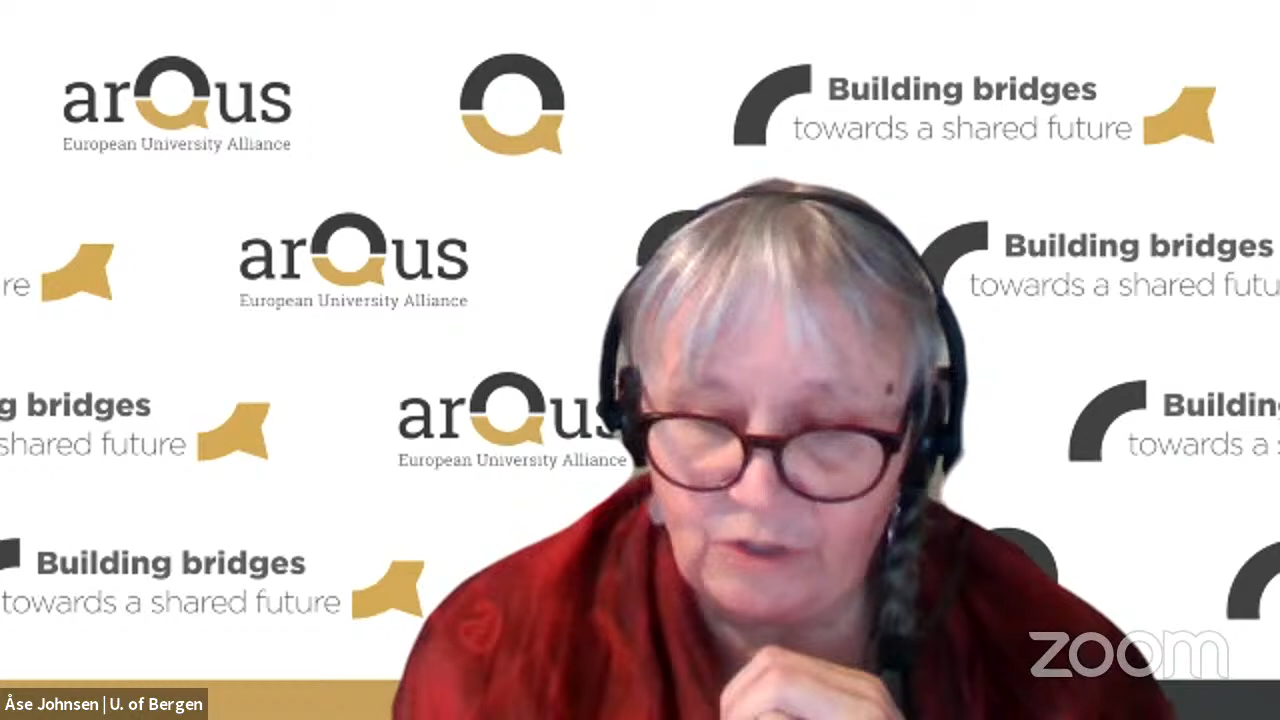 arQus
European University Alliance
Building bridges
towards a shared future
arQus
European University Alliance
Building bridges
towards a shared futu
re
g bridges
shared future
arQus
European University Alliance
Buildin
towards a
Building bridges
towards a shared future
zoom
Åse Johnsen | U. of Bergen